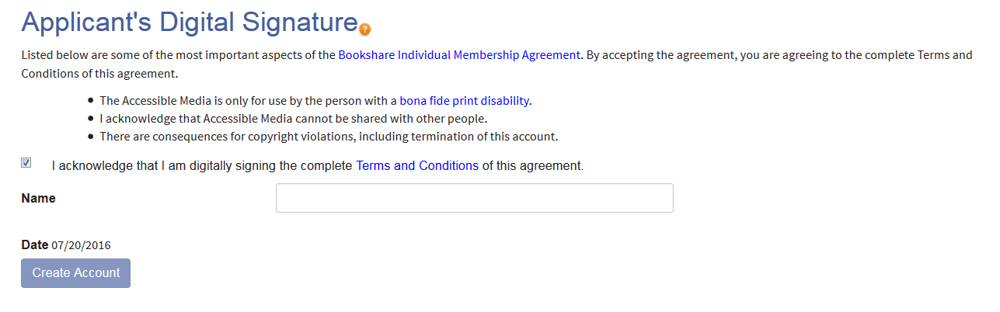 Applicant's Digital Signature
Listed below are some of the most important aspects of the Bookshare Individual Membership Agreement. By accepting the agreement, you are agreeing to the complete Terms and
Conditions of this agreement.
• The Accessible Media is only for use by the person with a bona fide print disability.
• I acknowledge that Accessible Media cannot be shared with other people.
• There are consequences for copyright violations, including termination of this account.
I acknowledge that I am digitally signing the complete Terms and Conditions of this agreement.
Name
Date 07/20/2016
Create Account